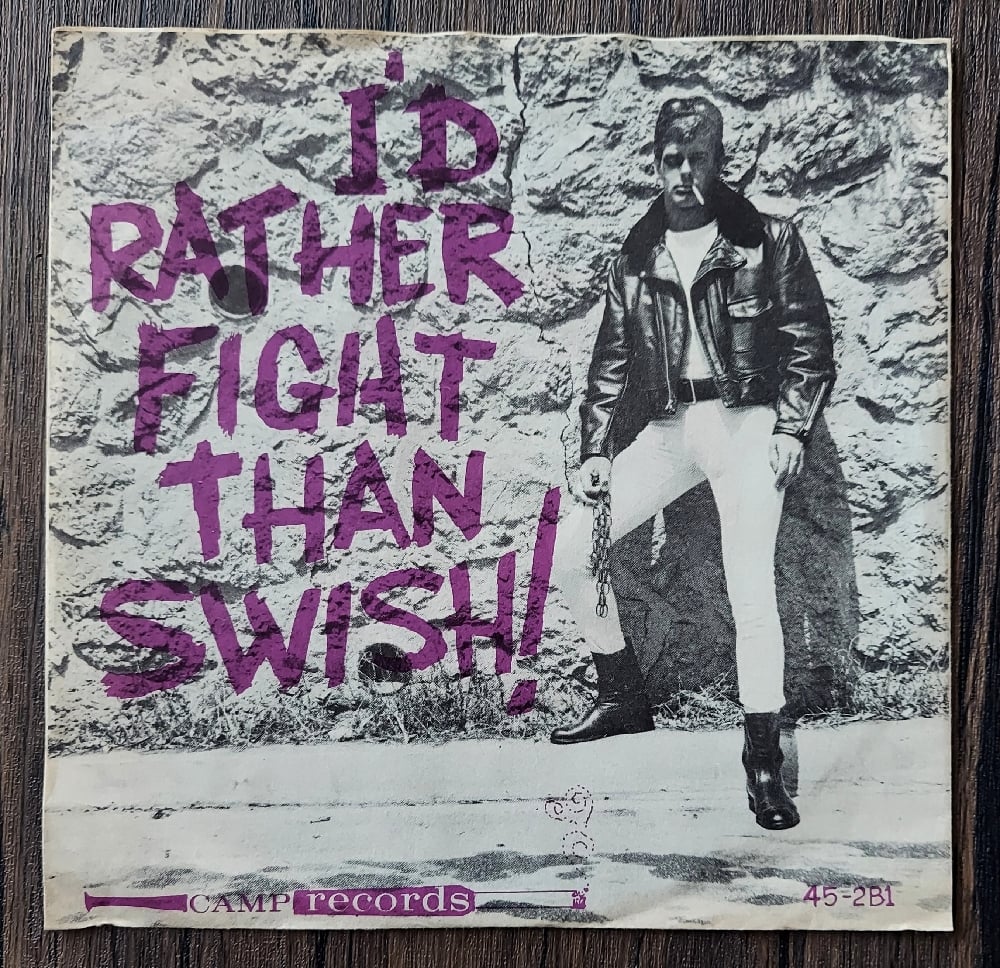 I'D
RATHER
FIGHT
THAN
SWISH!
CAMP records
45-2B1